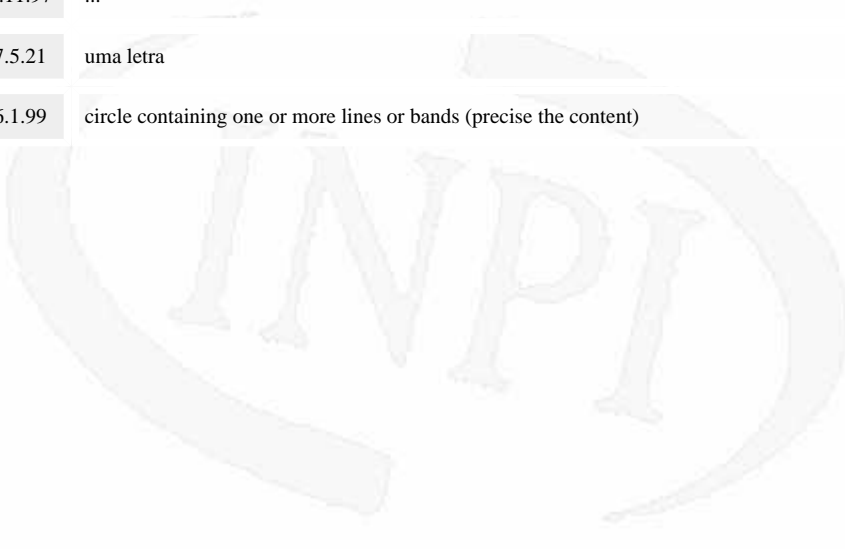 ...
7.5.21 uma letra
6.1.99 circle containing one or more lines or bands (precise the content)
INPI